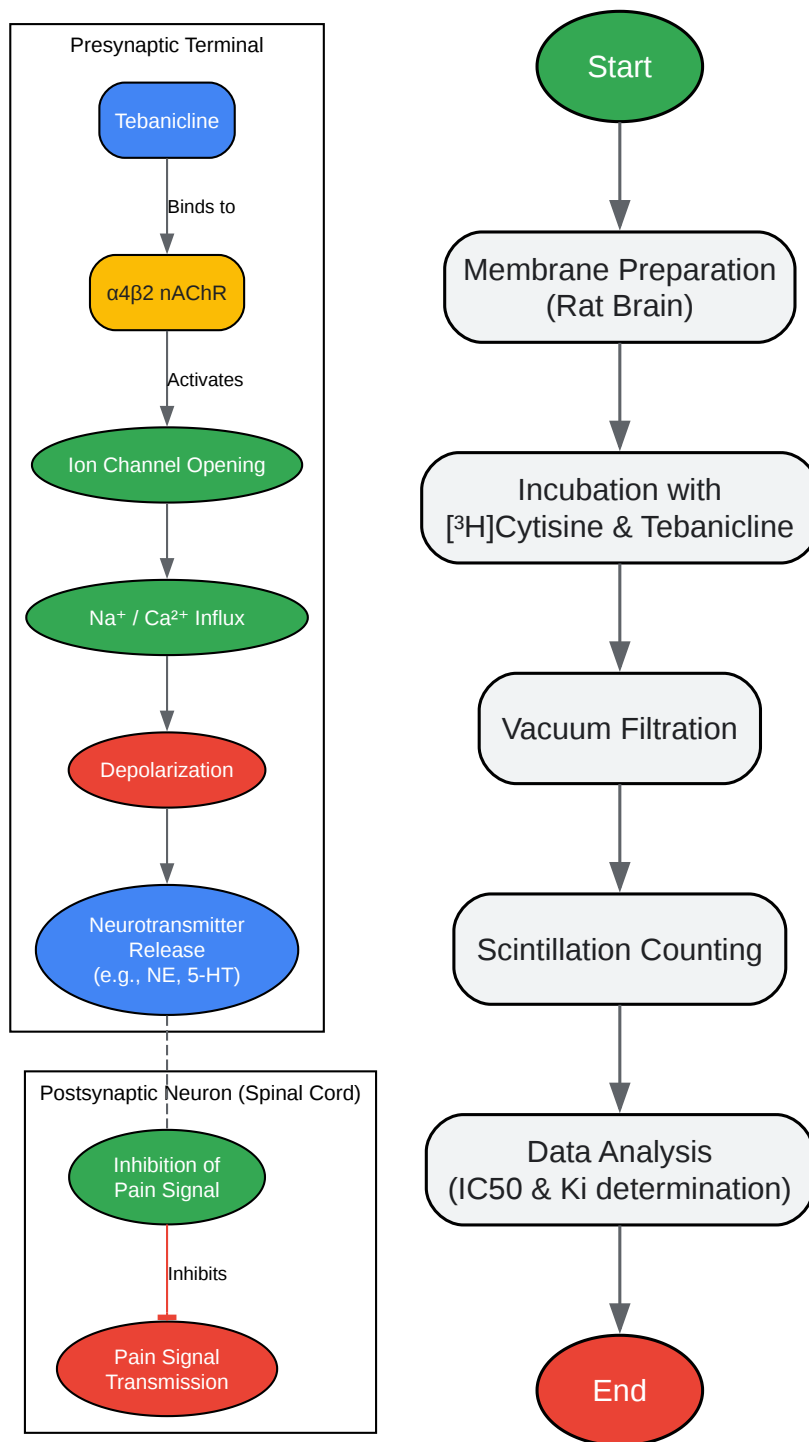 Presynaptic Terminal
Tebanicline
Binds to
α4β2 nAChR
Activates
Ion Channel Opening
Na⁺ / Ca²⁺ Influx
Depolarization
Neurotransmitter
Release
(e.g., NE, 5-HT)
Postsynaptic Neuron (Spinal Cord)
Inhibition of
Pain Signal
Inhibits
Pain Signal
Transmission
Start
Membrane Preparation
(Rat Brain)
Incubation with
[³H]Cytisine & Tebanicline
Vacuum Filtration
Scintillation Counting
Data Analysis
(IC50 & Ki determination)
End